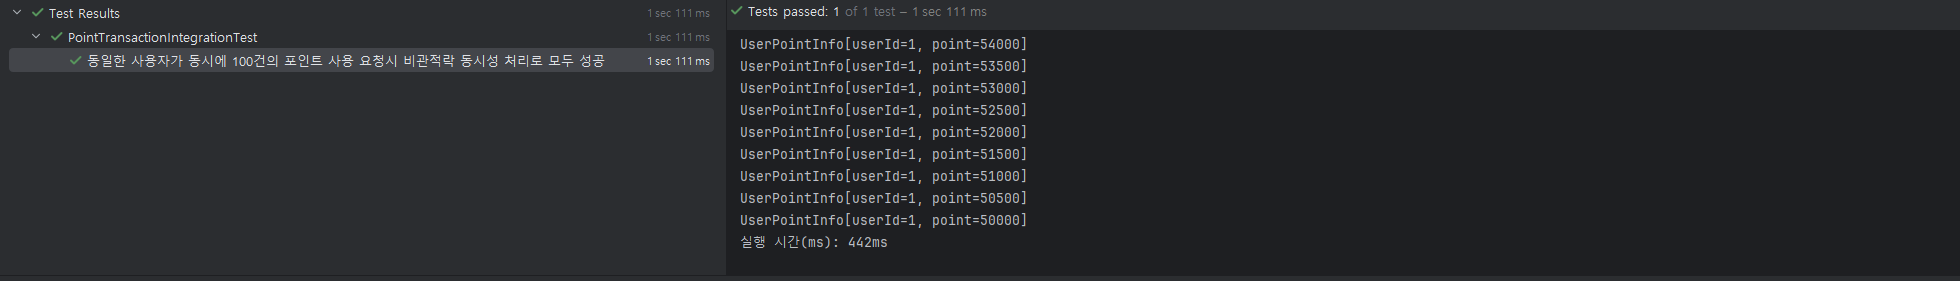 Test Results 1 sec 111 ms
PointTransactionIntegrationTest 1 sec 111 ms
동일한 사용자가 동시에 100건의 포인트 사용 요청시 비관적락 동시성 처리로 모두 성공 1 sec 111 ms
Tests passed: 1 of 1 test – 1 sec 111 ms
UserPointInfo[userId=1, point=54000]
UserPointInfo[userId=1, point=53500]
UserPointInfo[userId=1, point=53000]
UserPointInfo[userId=1, point=52500]
UserPointInfo[userId=1, point=52000]
UserPointInfo[userId=1, point=51500]
UserPointInfo[userId=1, point=51000]
UserPointInfo[userId=1, point=50500]
UserPointInfo[userId=1, point=50000]
실행 시간(ms): 442ms